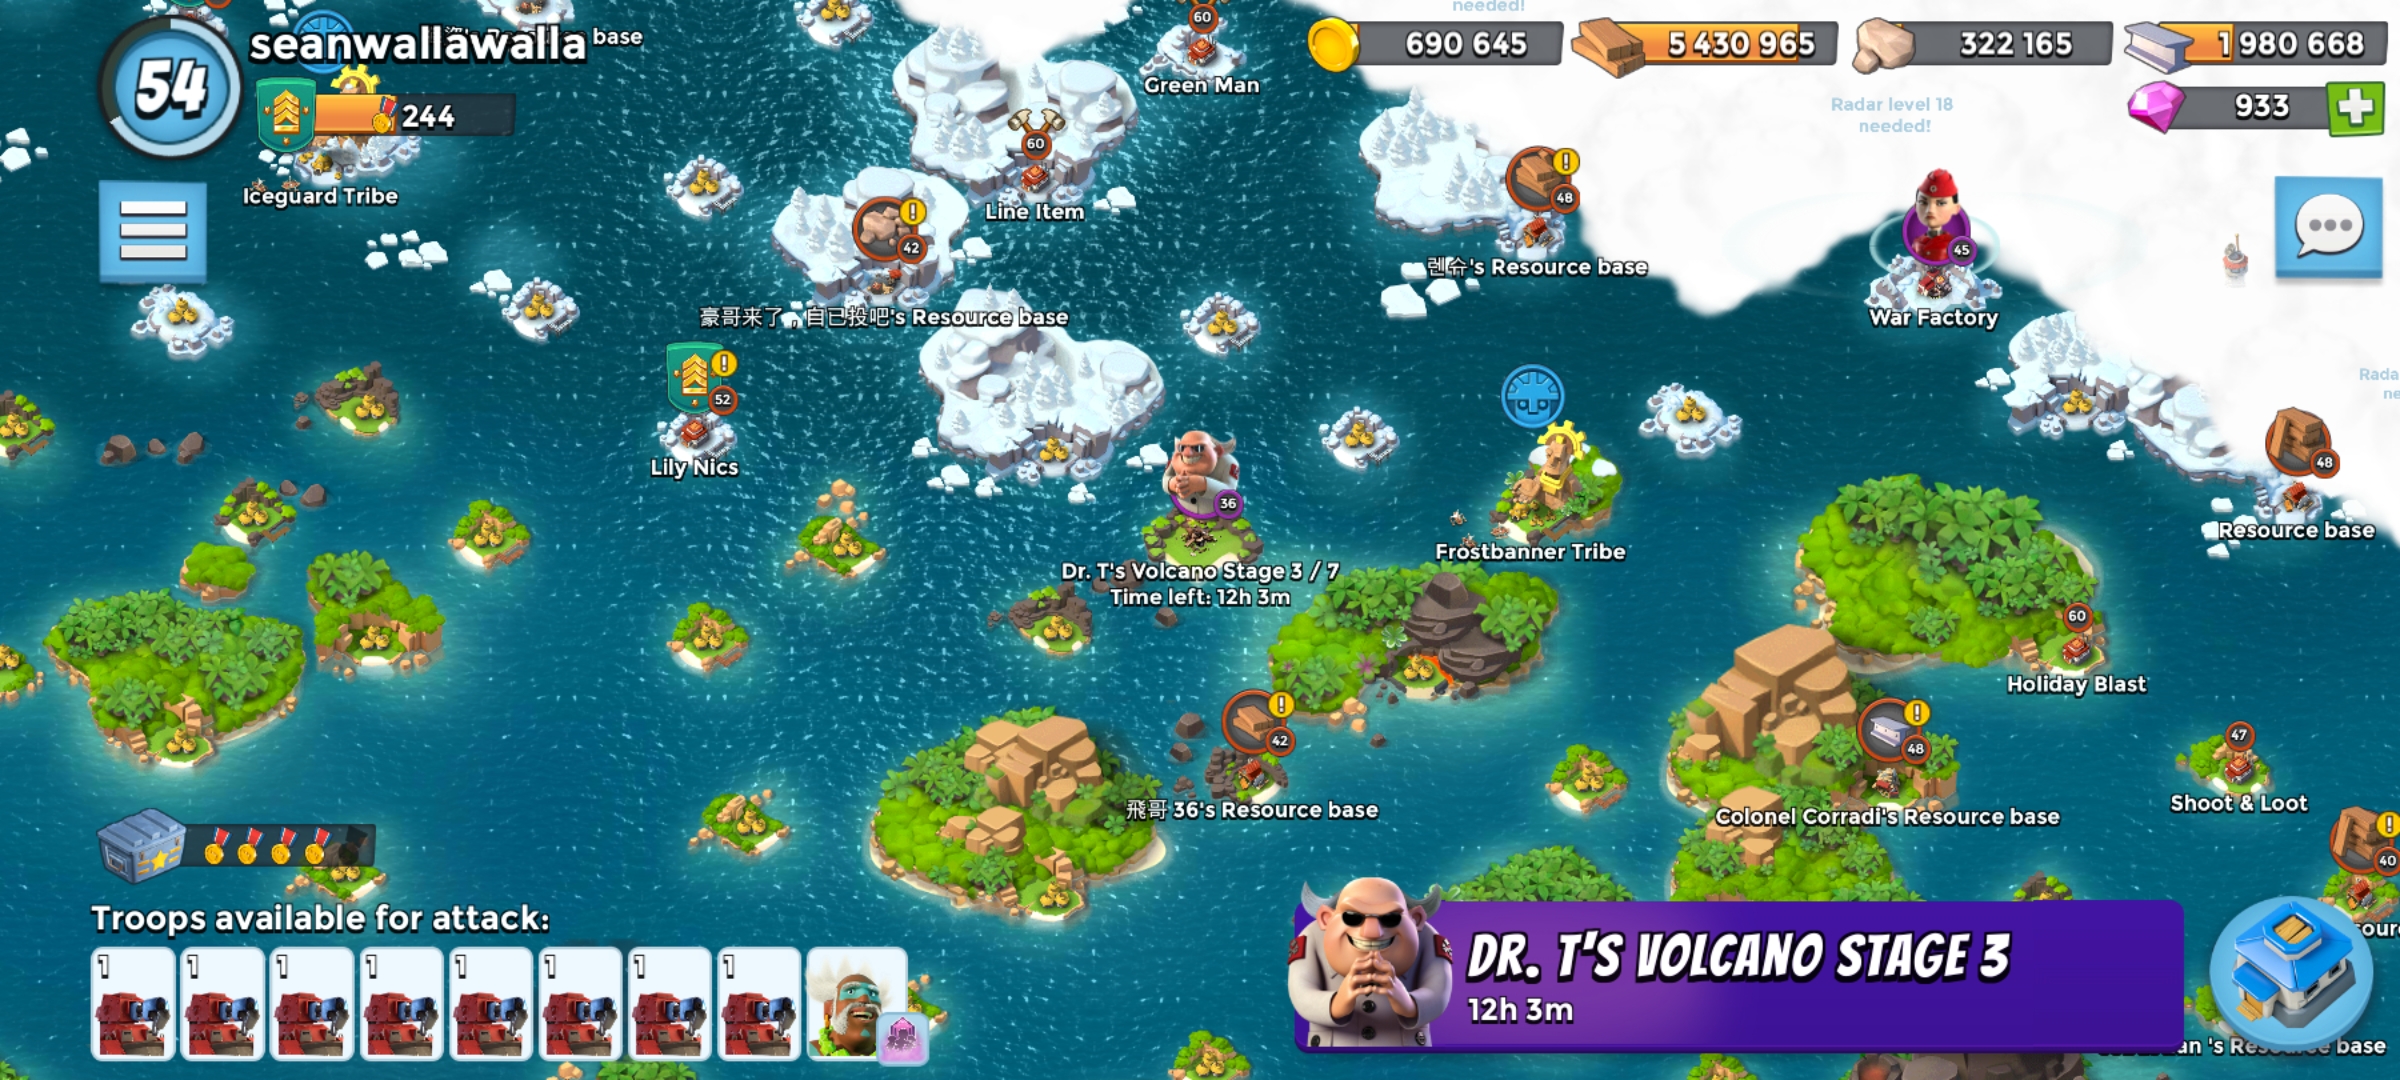 needed!
60
seanwallawalla
base
690 645
5 430 965
322 165
1 980 668
54
244
Green Man
Radar level 18
needed!
933
60
48
Iceguard Tribe
Line Item
42
45
렌슈's Resource base
豪哥来了，自己投吧's Resource base
War Factory
52
Lily Nics
48
36
Resource base
Frostbanner Tribe
Dr. T's Volcano Stage 3 / 7
Time left: 12h 3m
60
Holiday Blast
42
48
47
飛哥 36's Resource base
Colonel Corradi's Resource base
Shoot & Loot
40
Troops available for attack:
1
1
1
1
1
1
1
1
DR. T'S VOLCANO STAGE 3
12h 3m
base